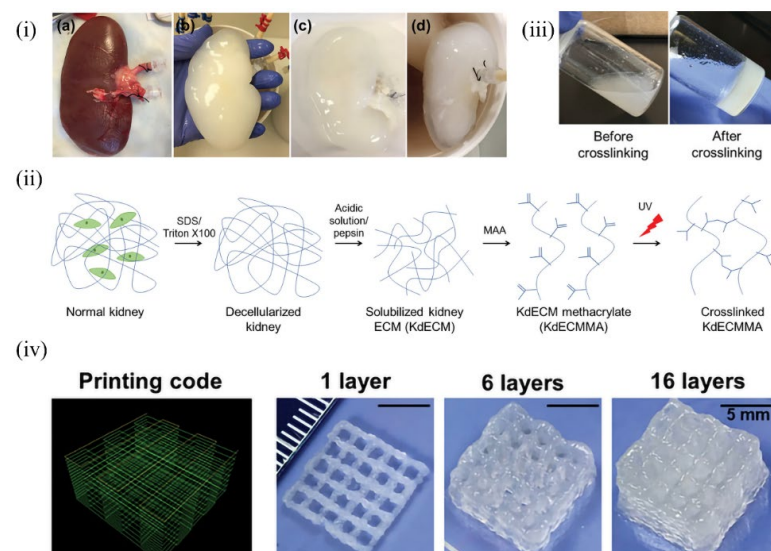 (i)
(a)
(b)
(c)
(d)
(iii)
Before
crosslinking
After
crosslinking
(ii)
SDS/
Triton X100
Acidic
solution/
pepsin
MAA
UV
Normal kidney
Decellularized
kidney
Solubilized kidney
ECM (KdECM)
KdECM methacrylate
(KdECMMA)
Crosslinked
KdECMMA
(iv)
Printing code
1 layer
6 layers
16 layers
5 mm